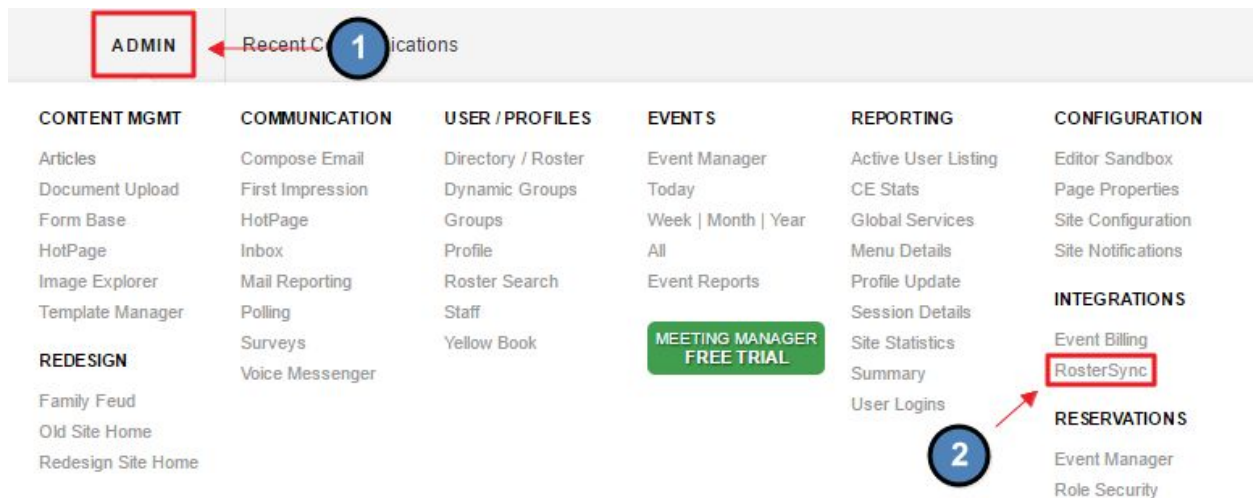 ADMIN
Recent C 1 ications
CONTENT MGMT
Articles
Document Upload
Form Base
HotPage
Image Explorer
Template Manager
REDESIGN
Family Feud
Old Site Home
Redesign Site Home
COMMUNICATION
Compose Email
First Impression
HotPage
Inbox
Mail Reporting
Polling
Surveys
Voice Messenger
USER / PROFILES
Directory / Roster
Dynamic Groups
Groups
Profile
Roster Search
Staff
Yellow Book
EVENTS
Event Manager
Today
Week | Month | Year
All
Event Reports
MEETING MANAGER
FREE TRIAL
REPORTING
Active User Listing
CE Stats
Global Services
Menu Details
Profile Update
Session Details
Site Statistics
Summary
User Logins
2
CONFIGURATION
Editor Sandbox
Page Properties
Site Configuration
Site Notifications
INTEGRATIONS
Event Billing
RosterSync
RESERVATIONS
Event Manager
Role Security